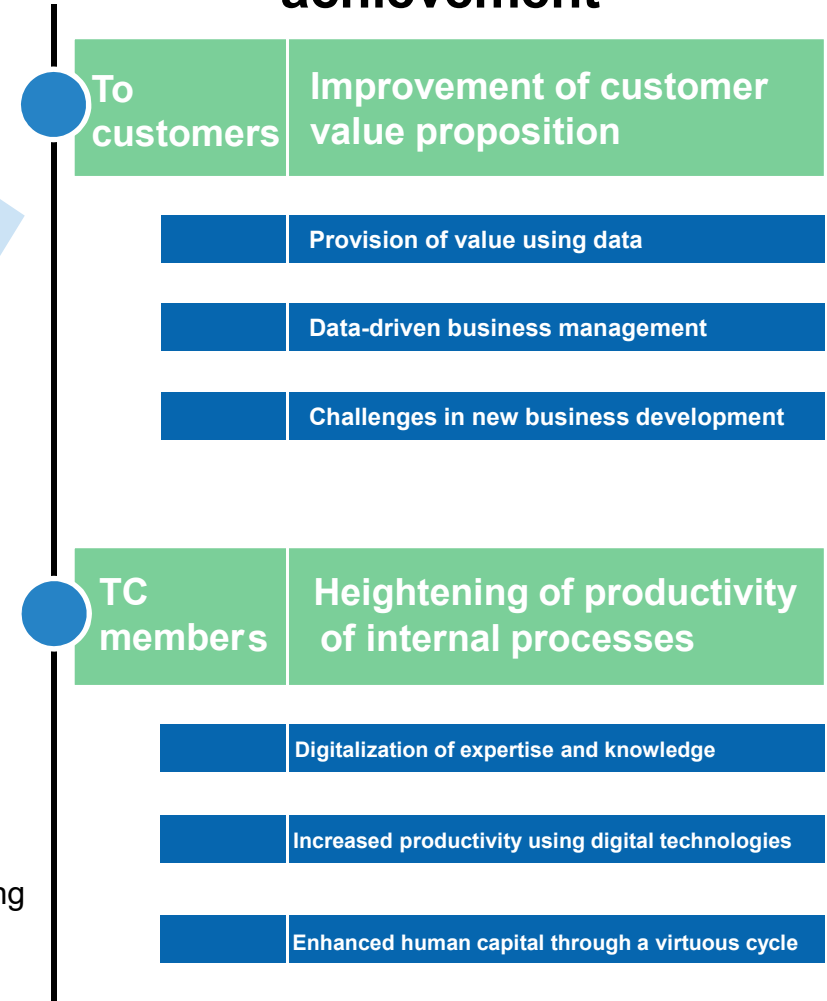 achievement
To
customers
Improvement of customer
value proposition
Provision of value using data
Data-driven business management
Challenges in new business development
TC
members
Heightening of productivity
of internal processes
Digitalization of expertise and knowledge
Increased productivity using digital technologies
ng
Enhanced human capital through a virtuous cycle